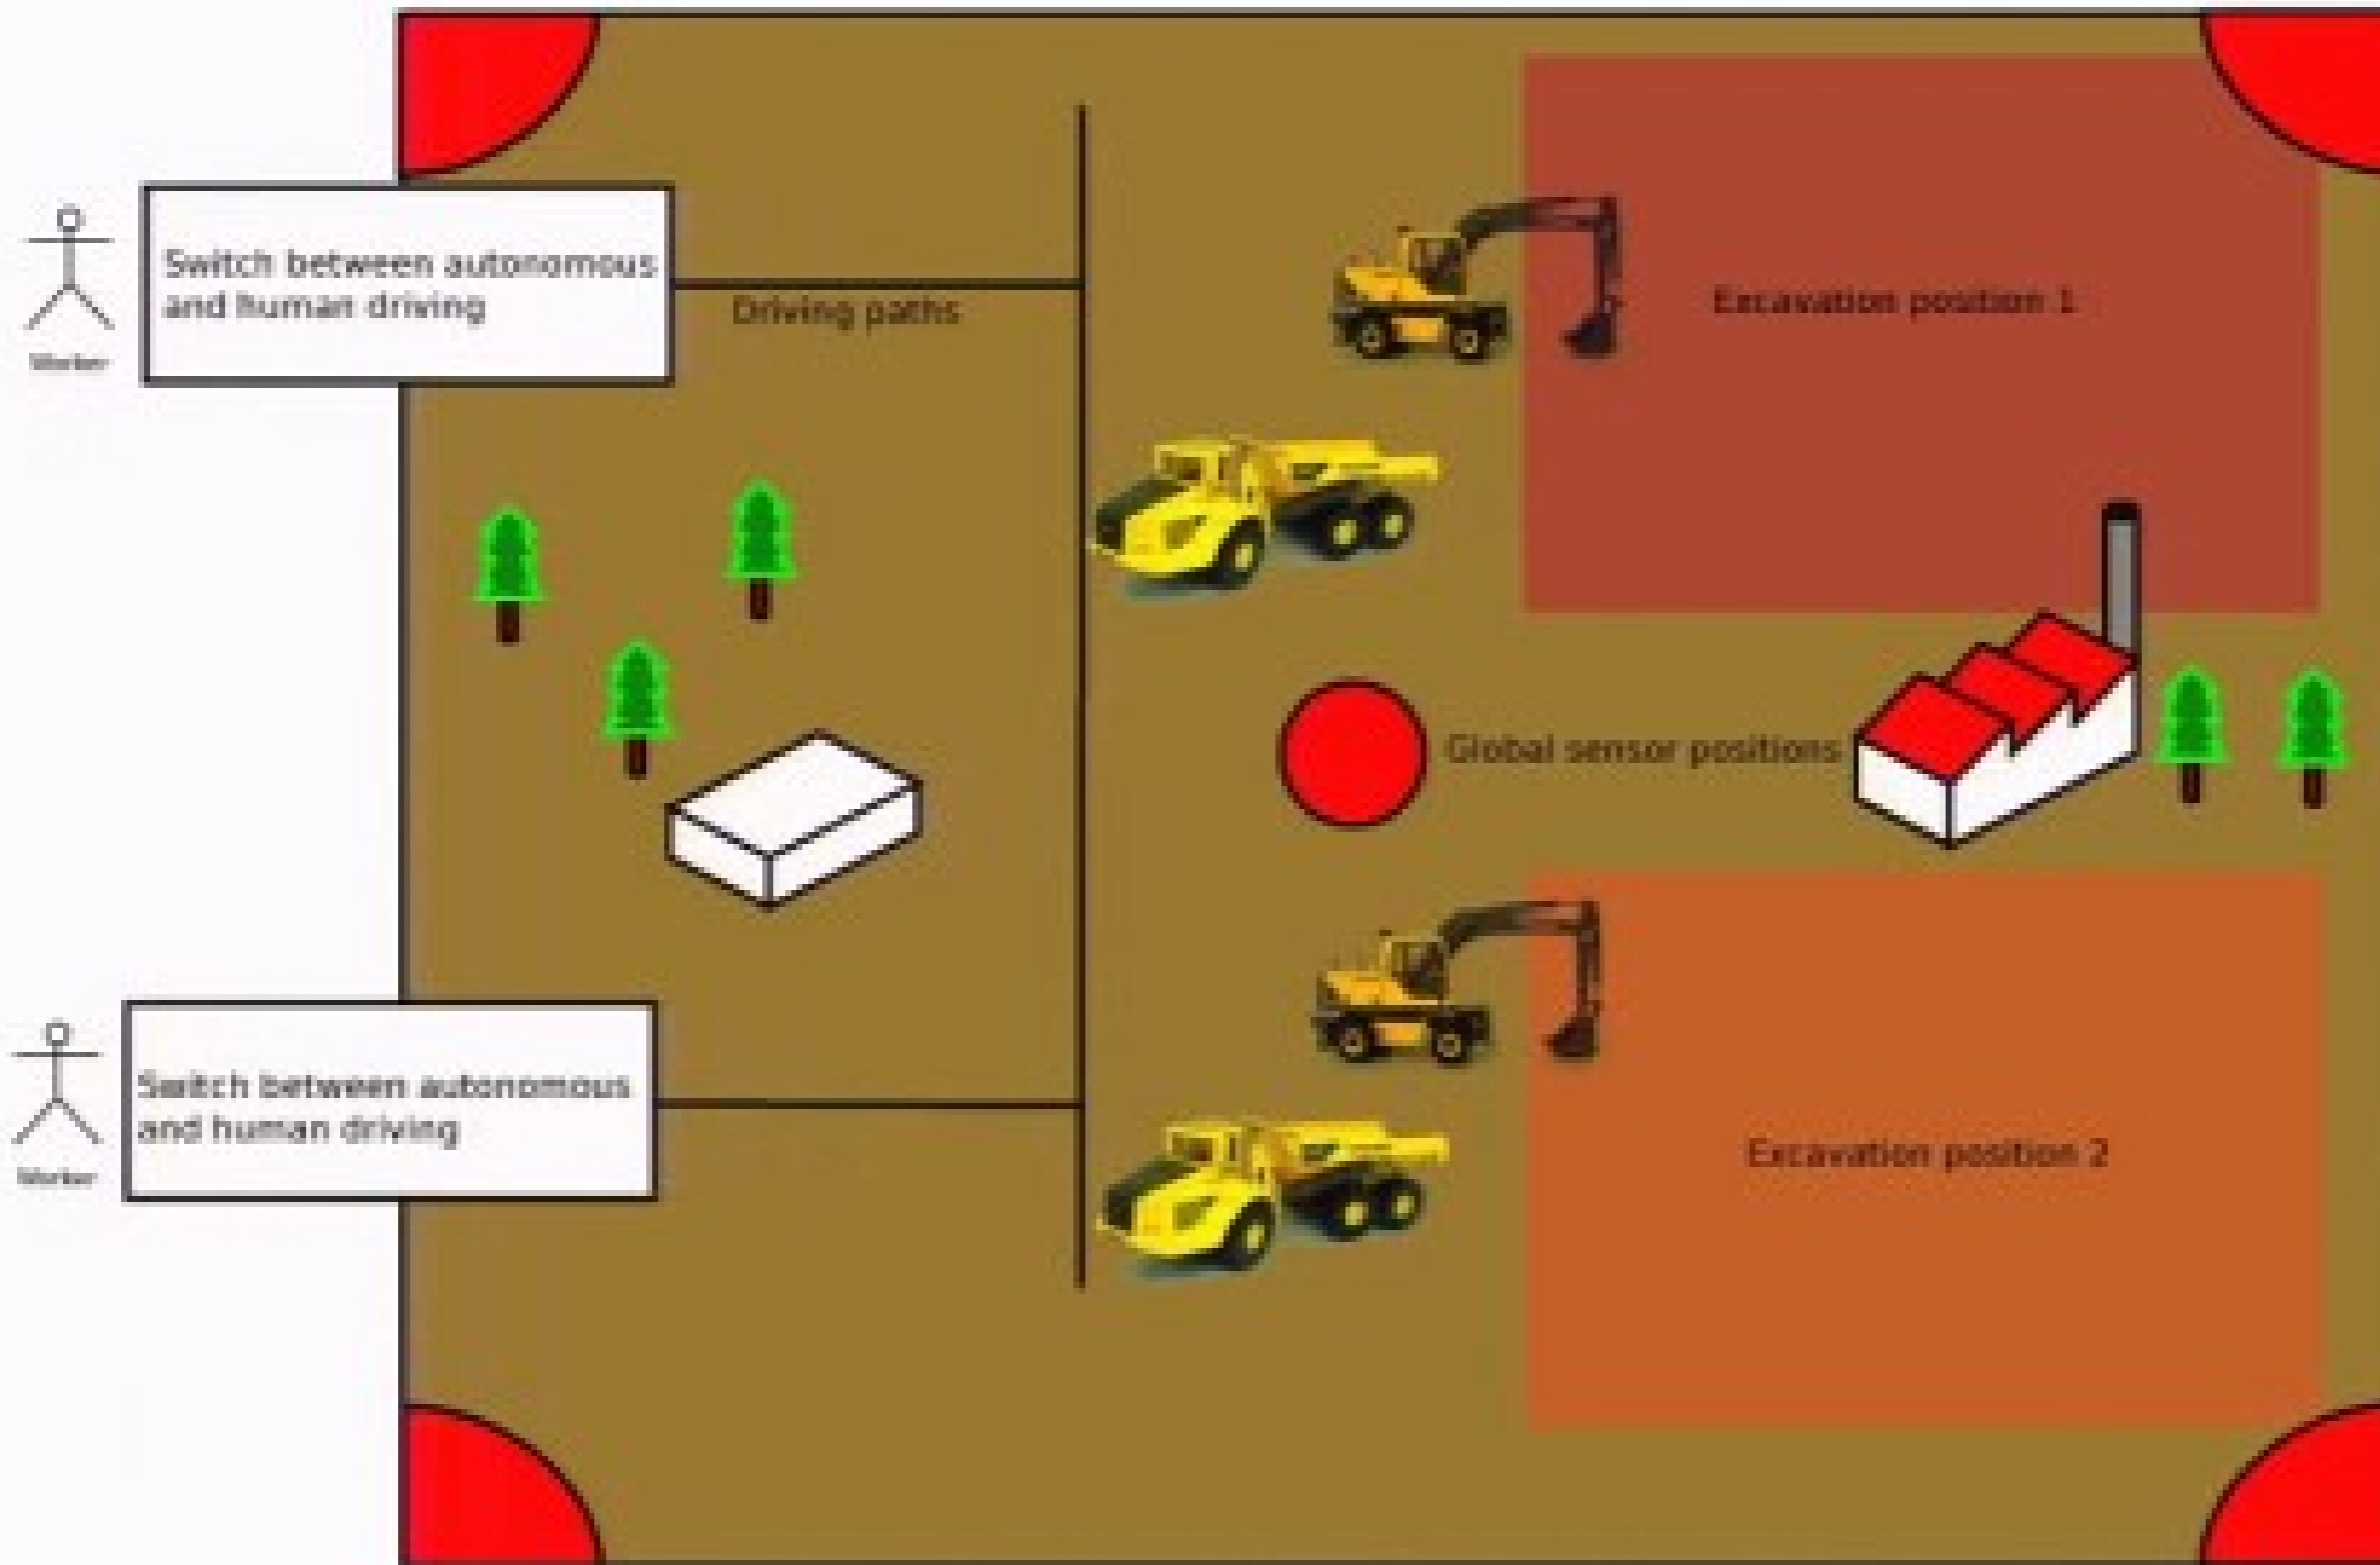 Switch between autonomous
and human driving
Worker
Driving paths
Excavation position 1
Global sensor positions
Switch between autonomous
and human driving
Worker
Excavation position 2